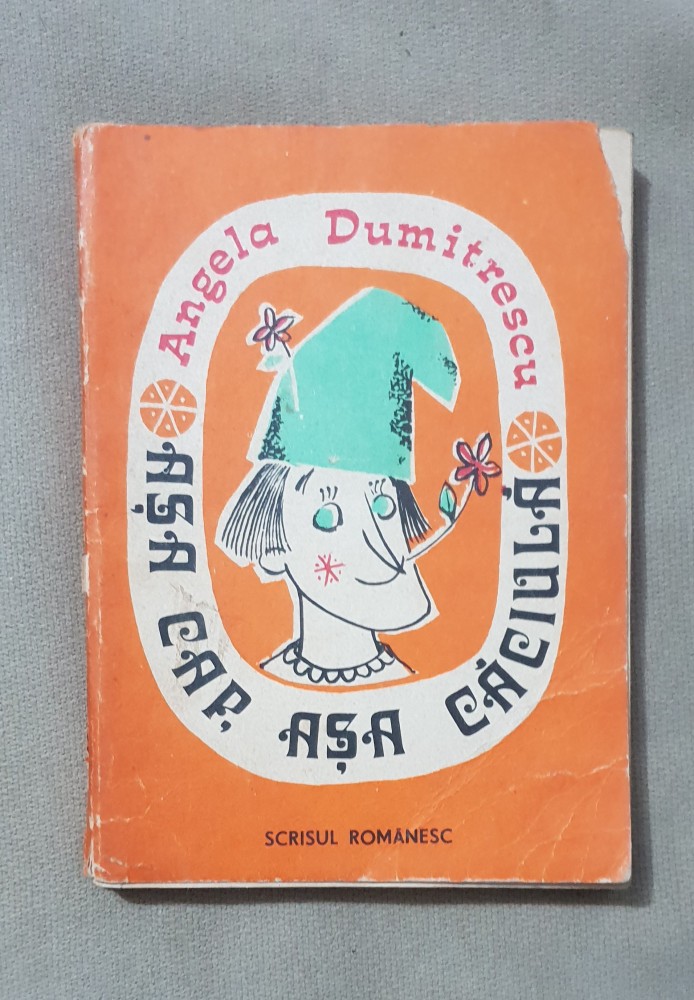 Angela Dumitrescu
AȘA CAP, AȘA CĂCIULĂ
SCRISUL ROMÂNESC